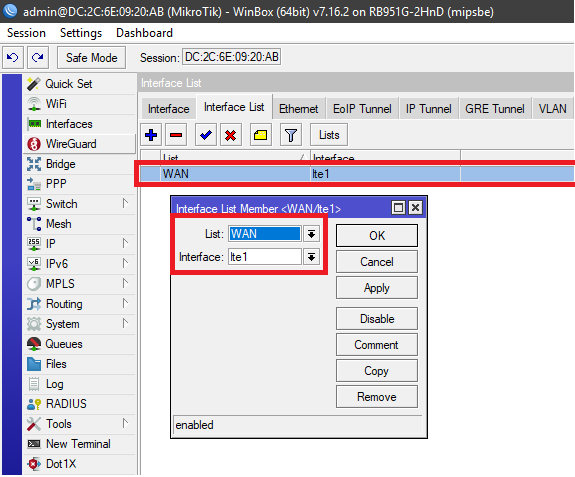 admin@DC:2C:6E:09:20:AB (MikroTik) - WinBox (64bit) v7.16.2 on RB951G-2HnD (mipsbe)
Session Settings Dashboard
Safe Mode Session: DC:2C:6E:09:20:AB
Quick Set
WiFi
Interfaces
WireGuard
Bridge
PPP
Switch
Mesh
IP
IPv6
MPLS
Routing
System
Queues
Files
Log
RADIUS
Tools
New Terminal
Dot1X
Interface List
Interface Interface List Ethernet EoIP Tunnel IP Tunnel GRE Tunnel VLAN
Lists
List Interface
WAN lte1
Interface List Member <WAN/lte1>
List: WAN
Interface: lte1
OK
Cancel
Apply
Disable
Comment
Copy
Remove
enabled